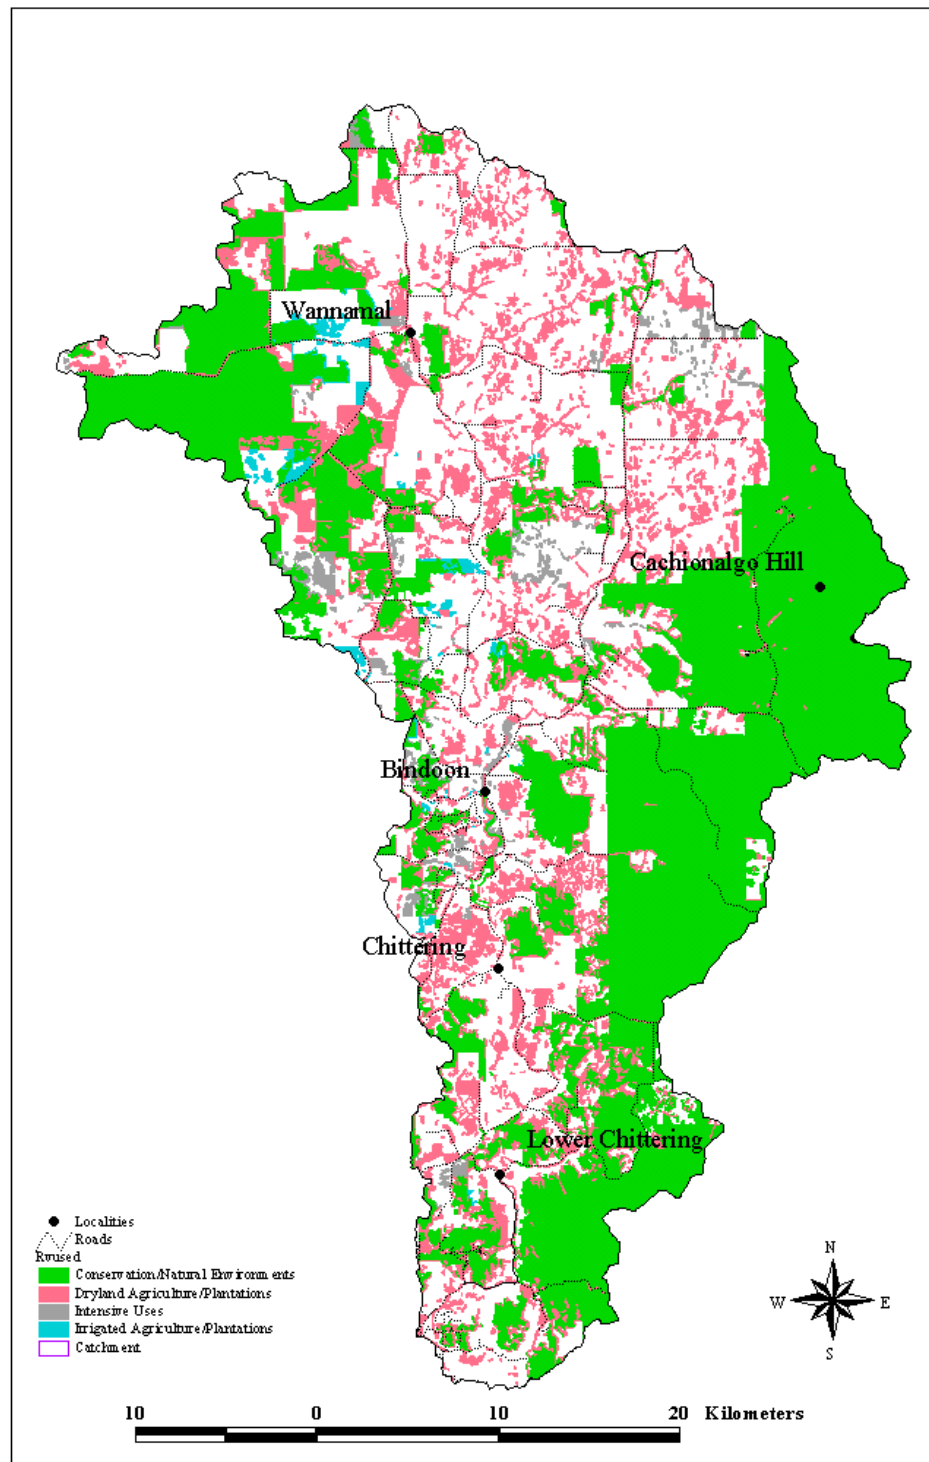 Wannamal
Cachionalgo Hill
Bindoon
Chittering
Lower Chittering
Localities
Roads
Rwused
Conservation/Natural Environments
Dryland Agriculture/Plantations
Intensive Uses
Irrigated Agriculture/Plantations
Catchment
N
W E
S
10 0 10 20 Kilometers